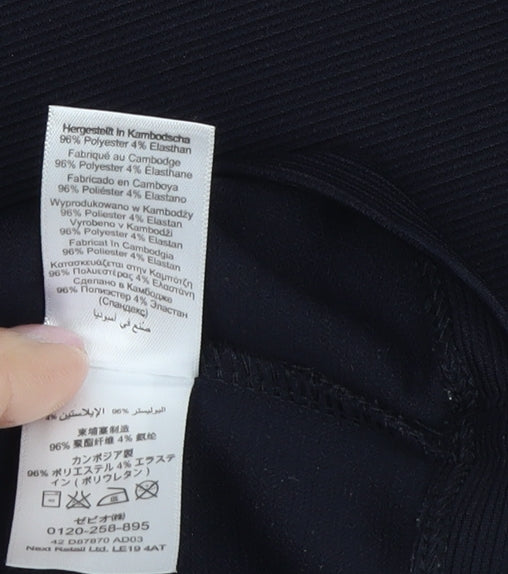 Hergestellt in Kambodscha
96% Polyester 4% Elasthan
Fabriqué au Cambodge
96% Polyester 4% Élasthane
Fabricado en Camboya
96% Poliéster 4% Elastano
Wyprodukowano w Kambodży
96% Poliester 4% Elastan
Vyrobeno v Kambodži
96% Polyester 4% Elastan
Fabricat în Cambodgia
96% Poliester 4% Elastan
Κατασκευάζεται στην Καμπότζη
96% Πολυεστέρας 4% Ελαστάνη
Сделано в Камбодже
96% Полиэстер 4% Эластан
(Спандекс)
صنع في
البوليستر 96% الإيلاستين 4%
柬埔寨制造
96% 聚酯纤维 4% 氨纶
カンボジア製
96% ポリエステル 4% エラステ
イン ( ポリウレタン )
ゼビオ(株)
0120-258-895
42 D87870 AD03
Next Retail Ltd. LE19 4AT